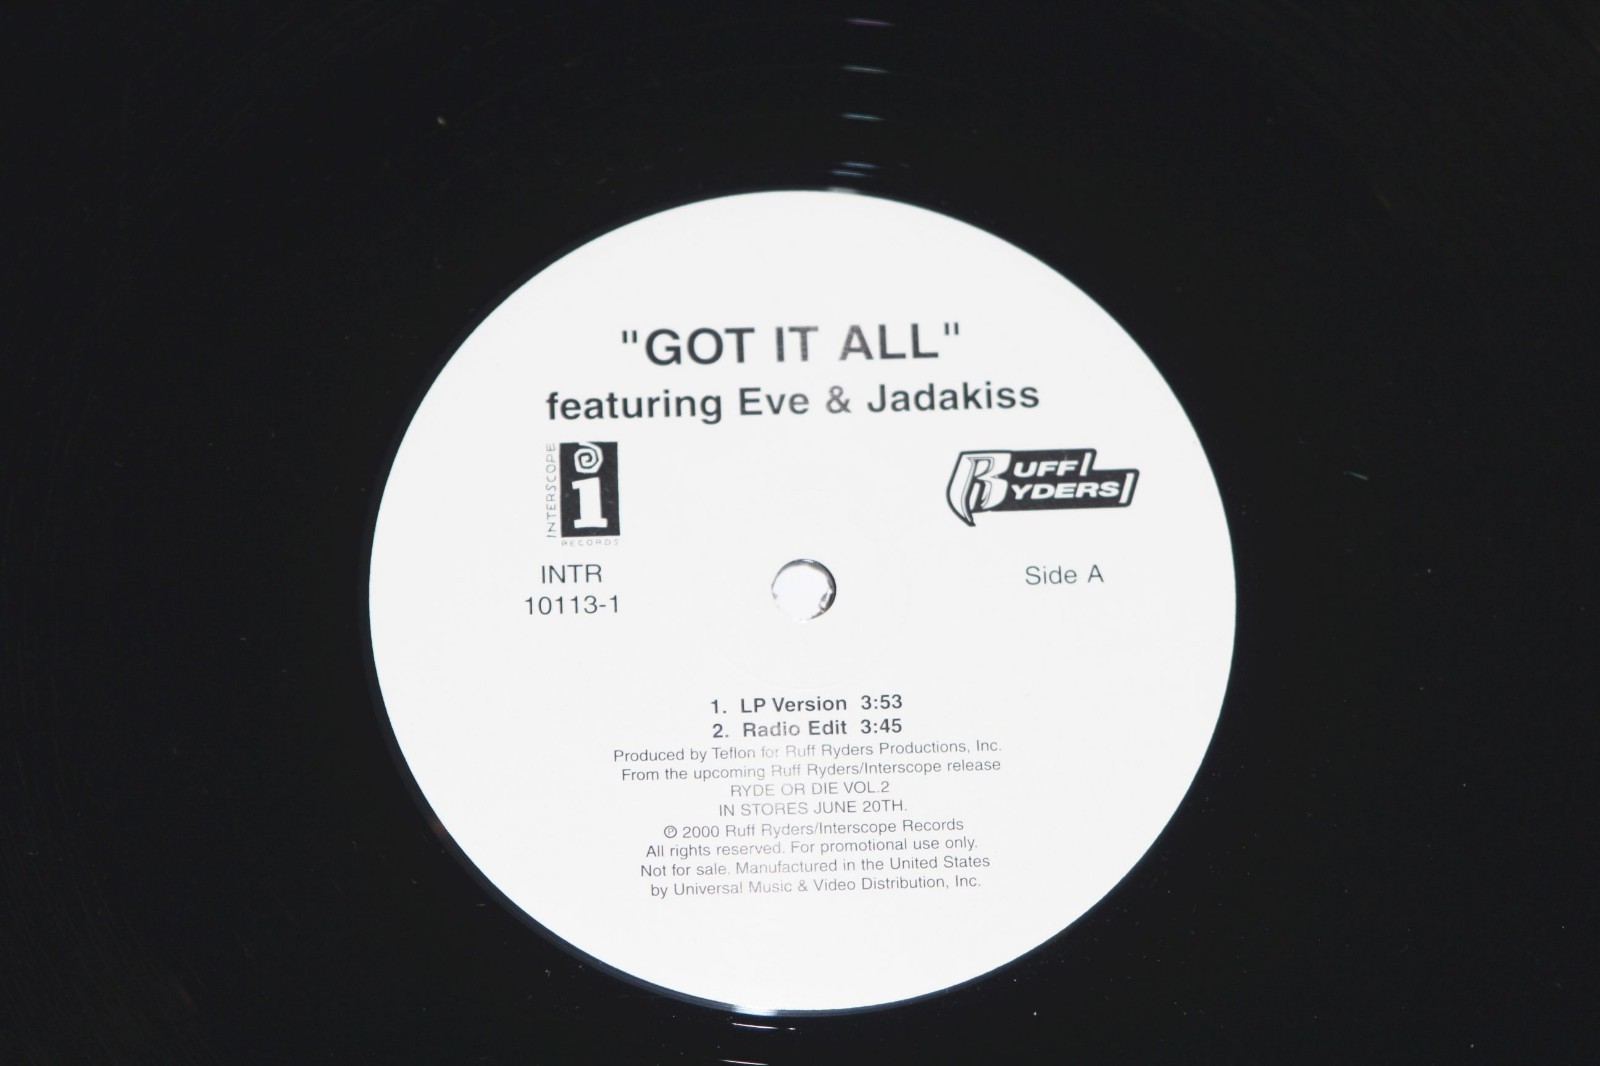 "GOT IT ALL"
featuring Eve & Jadakiss
INTERSCOPE
i
RECORDS
RUFF
RYDERS
INTR
10113-1
Side A
1. LP Version 3:53
2. Radio Edit 3:45
Produced by Teflon for Ruff Ryders Productions, Inc.
From the upcoming Ruff Ryders/Interscope release
RYDE OR DIE VOL.2
IN STORES JUNE 20TH.
℗ 2000 Ruff Ryders/Interscope Records
All rights reserved. For promotional use only.
Not for sale. Manufactured in the United States
by Universal Music & Video Distribution, Inc.